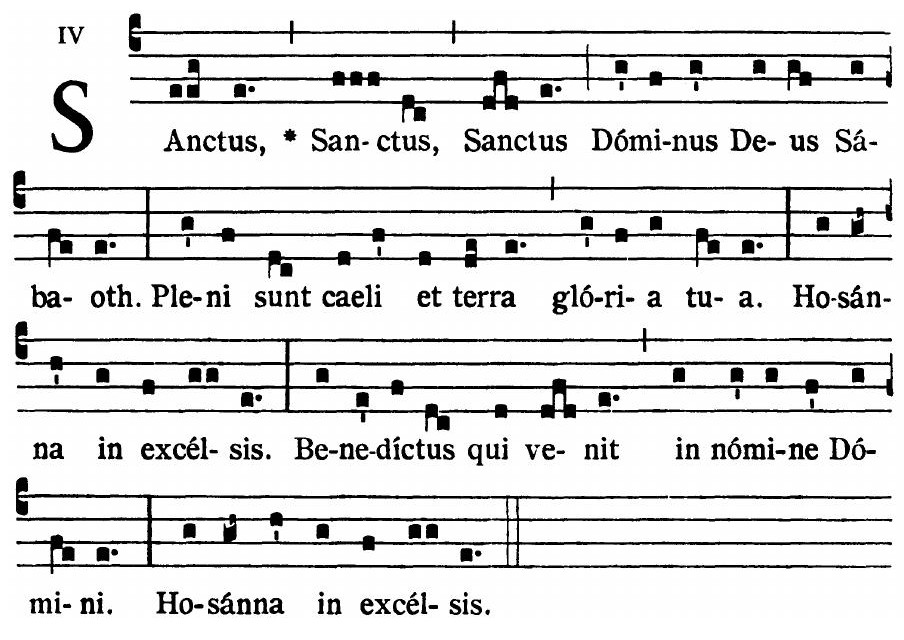 IV
SAnctus, * San- ctus, Sanctus Dómi-nus De- us Sá-
ba- oth. Ple-ni sunt caeli et terra gló-ri- a tu- a. Ho-sán-
na in excél- sis. Be-ne-díctus qui ve- nit in nómi-ne Dó-
mi- ni. Ho-sánna in excél- sis.